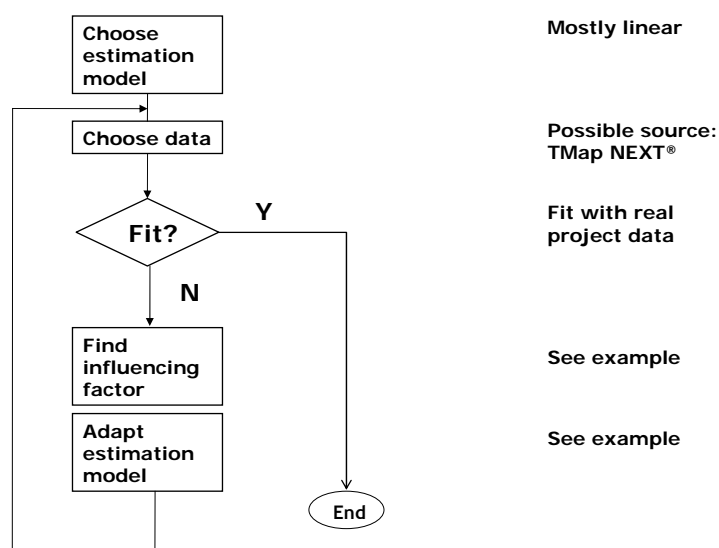 Choose
estimation
model
Mostly linear
Choose data
Possible source:
TMap NEXT®
Fit?
Y
Fit with real
project data
N
Find
influencing
factor
See example
Adapt
estimation
model
See example
End